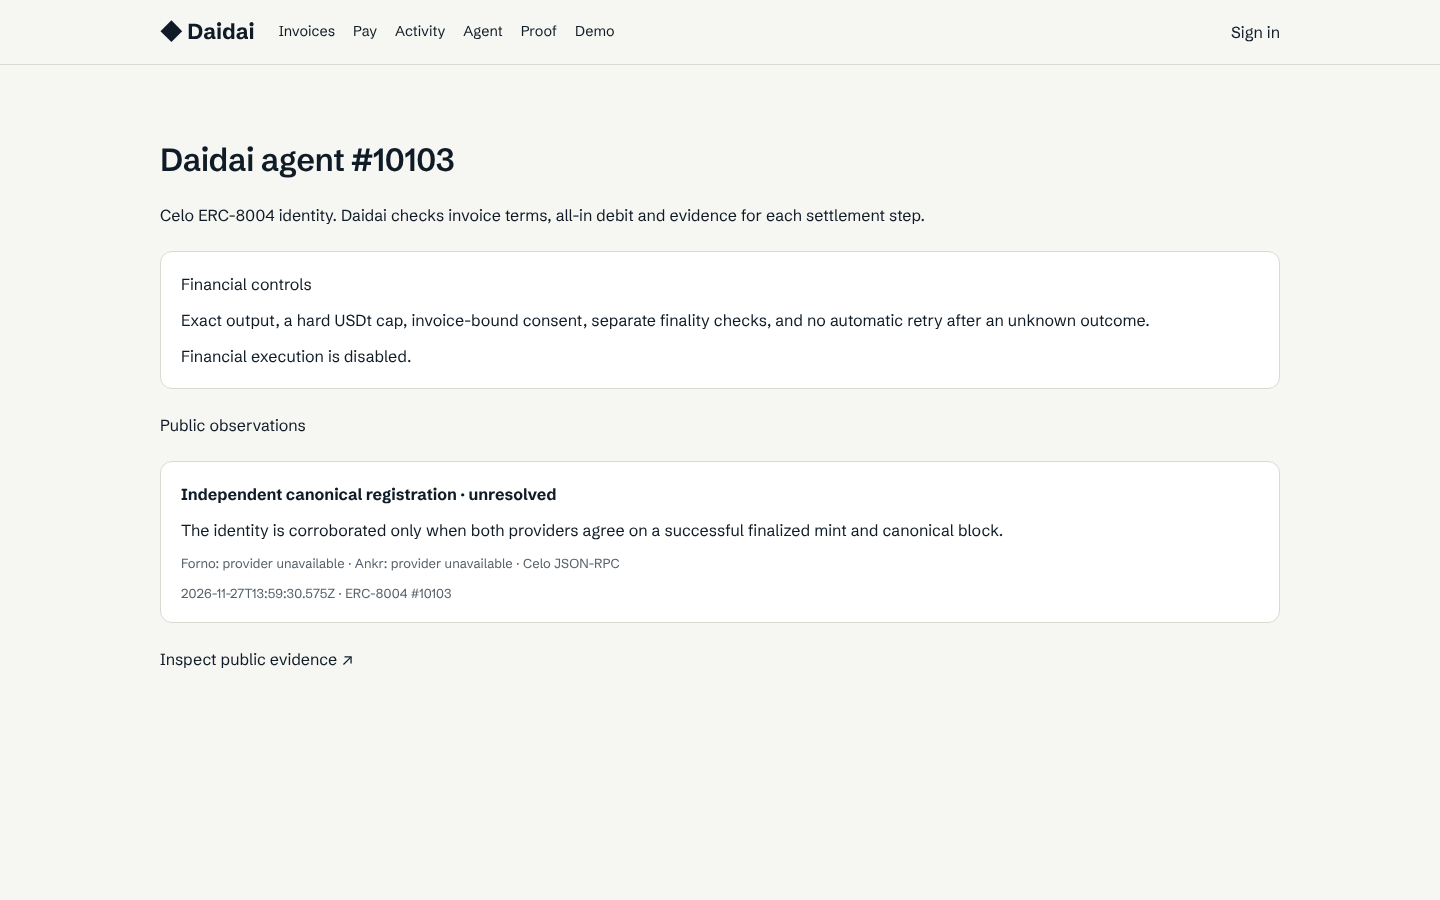 Daidai
Invoices Pay Activity Agent Proof Demo
Sign in
Daidai agent #10103
Celo ERC-8004 identity. Daidai checks invoice terms, all-in debit and evidence for each settlement step.
Financial controls
Exact output, a hard USDt cap, invoice-bound consent, separate finality checks, and no automatic retry after an unknown outcome.
Financial execution is disabled.
Public observations
Independent canonical registration · unresolved
The identity is corroborated only when both providers agree on a successful finalized mint and canonical block.
Forno: provider unavailable · Ankr: provider unavailable · Celo JSON-RPC
2026-11-27T13:59:30.575Z · ERC-8004 #10103
Inspect public evidence ↗